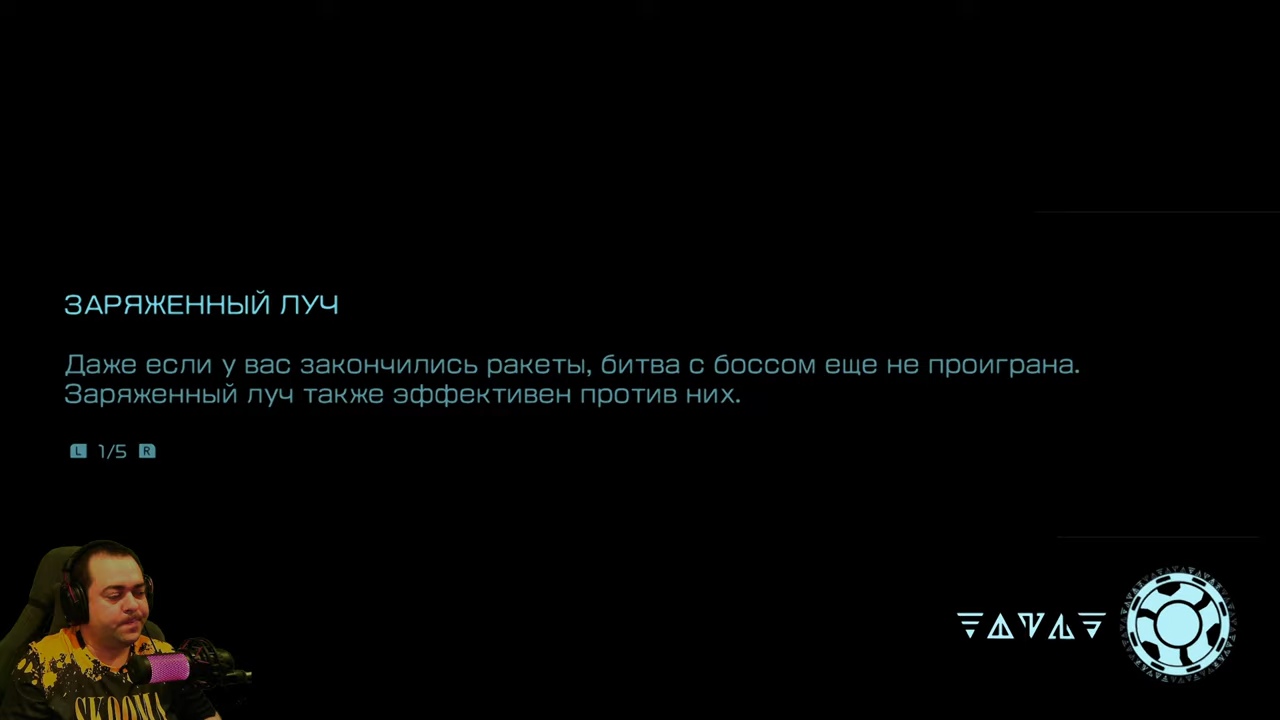 ЗАРЯЖЕННЫЙ ЛУЧ
Даже если у вас закончились ракеты, битва с боссом еще не проиграна.
Заряженный луч также эффективен против них.
L 1/5 R
SKOOMA